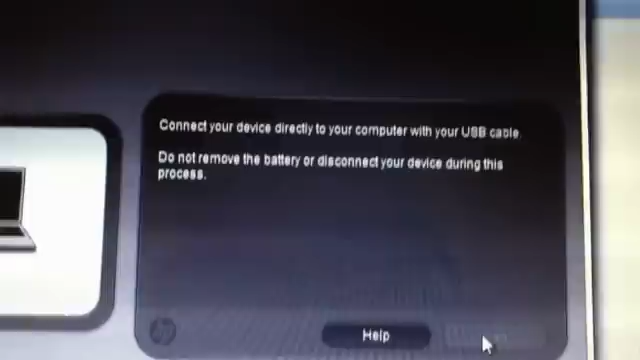 Connect your device directly to your computer with your USB cable.
Do not remove the battery or disconnect your device during this
process.
Help